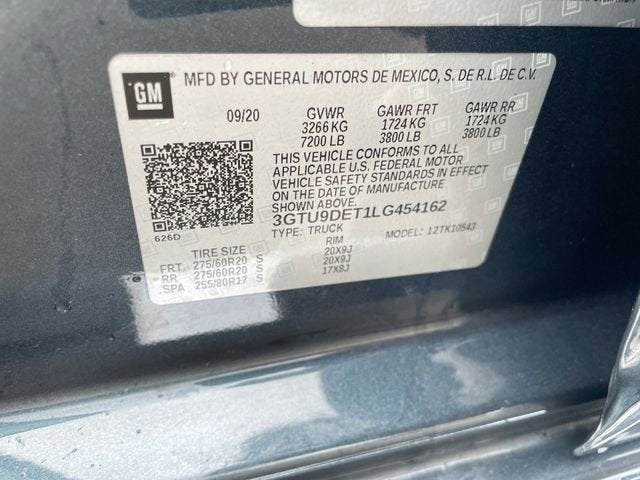 GM
MFD BY GENERAL MOTORS DE MEXICO, S. DE R.L. DE C.V.
09/20 GVWR GAWR FRT GAWR RR
3266 KG 1724 KG 1724 KG
7200 LB 3800 LB 3800 LB
THIS VEHICLE CONFORMS TO ALL
APPLICABLE U.S. FEDERAL MOTOR
VEHICLE SAFETY STANDARDS IN EFFECT
ON THE DATE OF MANUFACTURE SHOWN ABOVE.
3GTU9DET1LG454162
626D TYPE: TRUCK MODEL: 12TK10543
TIRE SIZE RIM
FRT 275/60R20 S 20X9J
RR 275/60R20 S 20X9J
SPA 255/80R17 S 17X8J